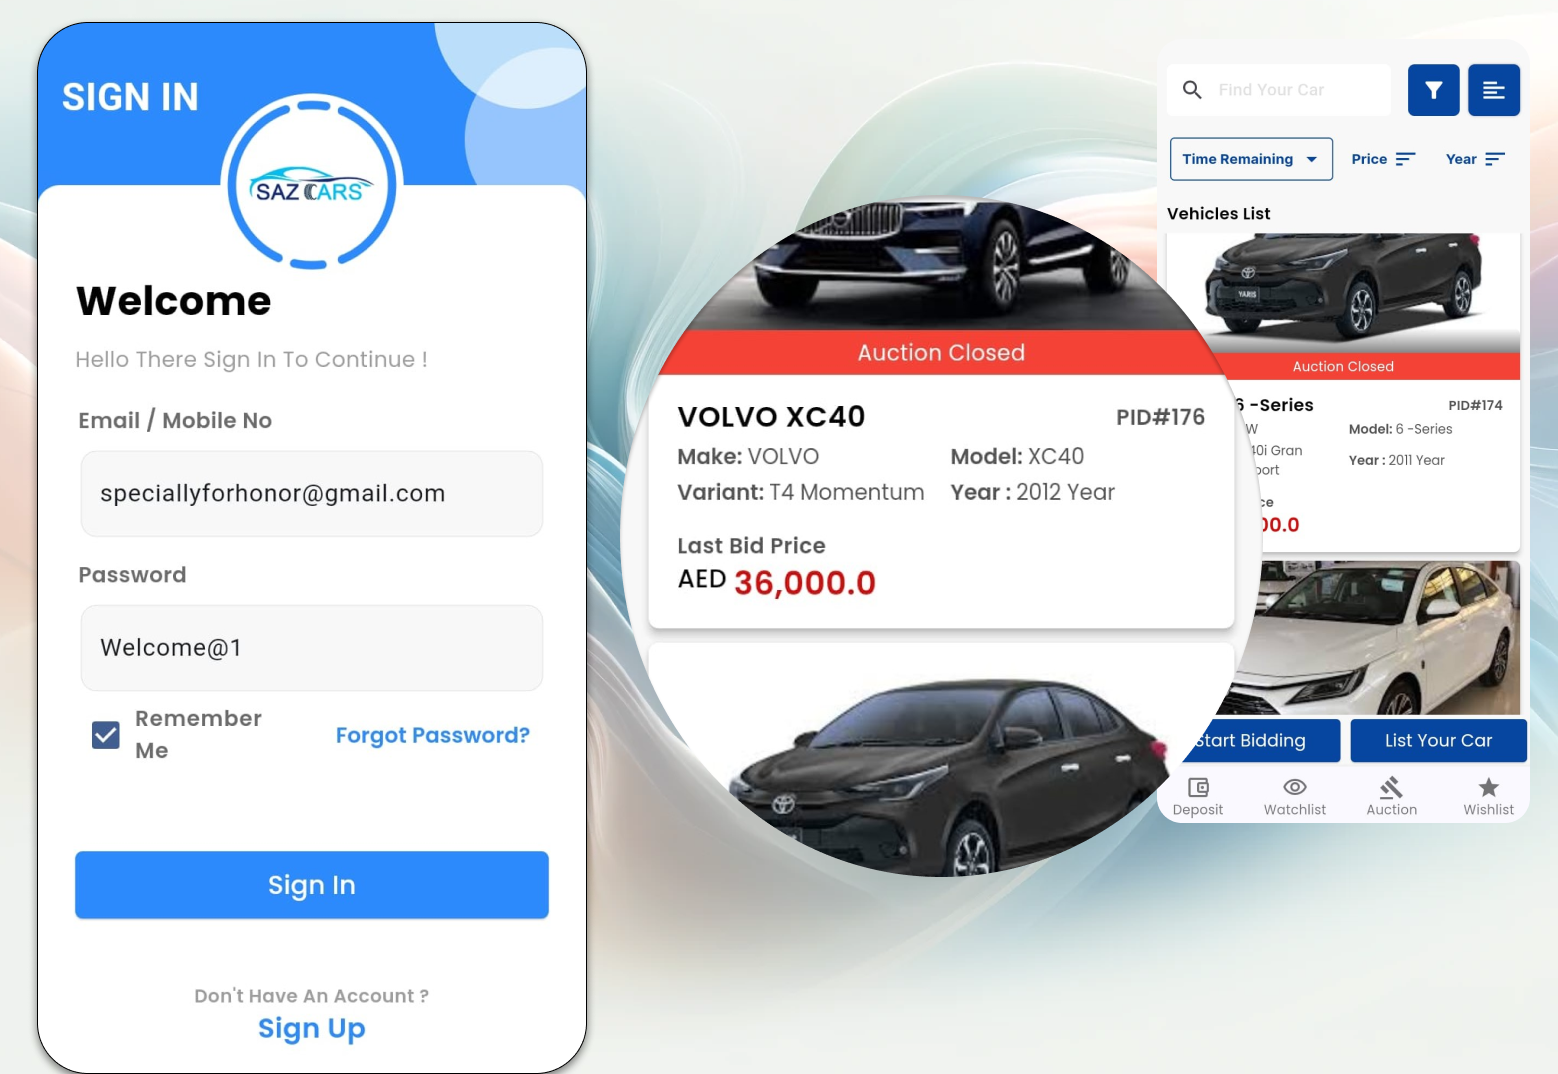 SIGN IN
SAZ CARS
Welcome
Hello There Sign In To Continue !
Email / Mobile No
speciallyforhonor@gmail.com
Password
Welcome@1
Remember
Me
Forgot Password?
Sign In
Don't Have An Account ?
Sign Up
Auction Closed
VOLVO XC40
PID#176
Make: VOLVO
Model: XC40
Variant: T4 Momentum
Year : 2012 Year
Last Bid Price
AED 36,000.0
Find Your Car
Time Remaining
Price
Year
Vehicles List
YARIS
Auction Closed
6 -Series
PID#174
W
Model: 6 -Series
40i Gran
port
Year : 2011 Year
ce
00.0
Start Bidding
List Your Car
Deposit
Watchlist
Auction
Wishlist